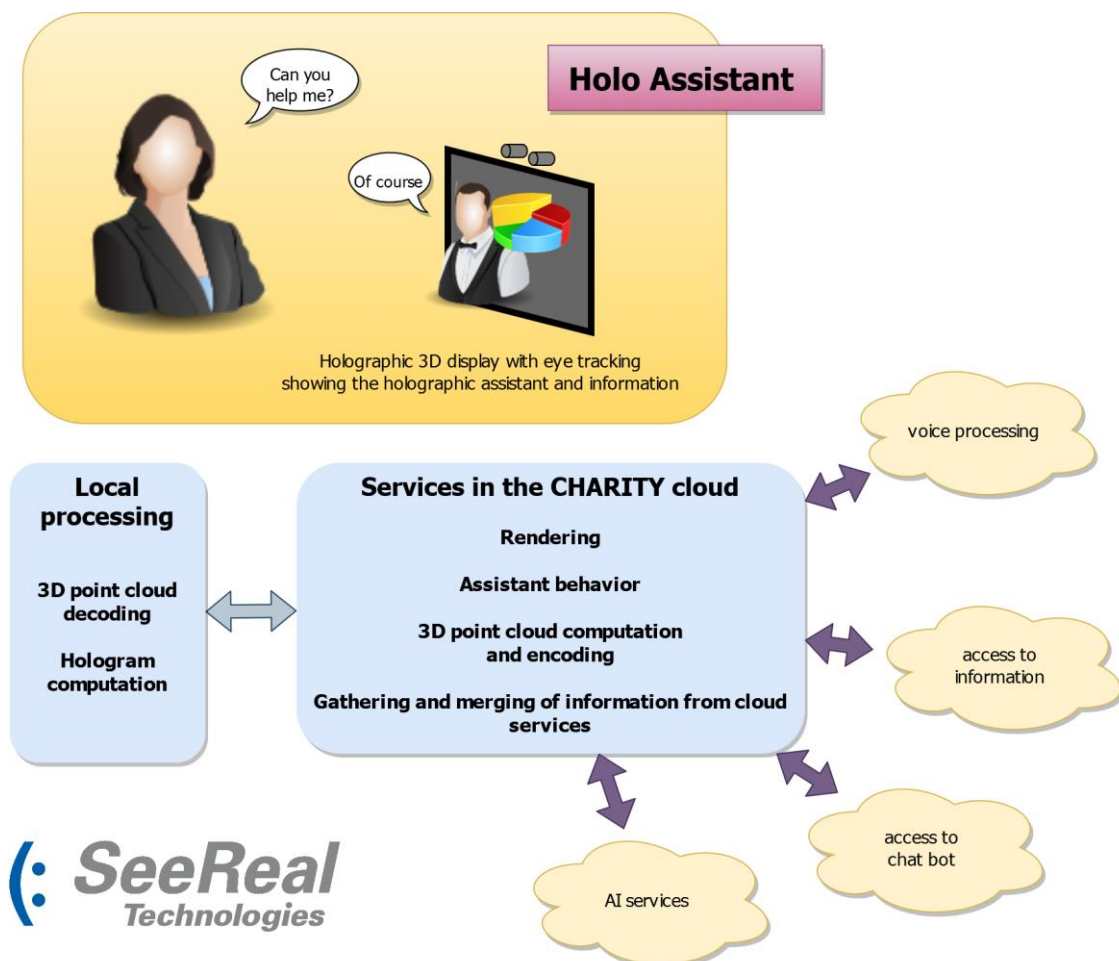 Holo Assistant
Can you
help me?
Of course
Holographic 3D display with eye tracking
showing the holographic assistant and information
Local
processing
3D point cloud
decoding
Hologram
computation
Services in the CHARITY cloud
Rendering
Assistant behavior
3D point cloud computation
and encoding
Gathering and merging of information from cloud
services
voice processing
access to
information
access to
chat bot
AI services
SeeReal
Technologies